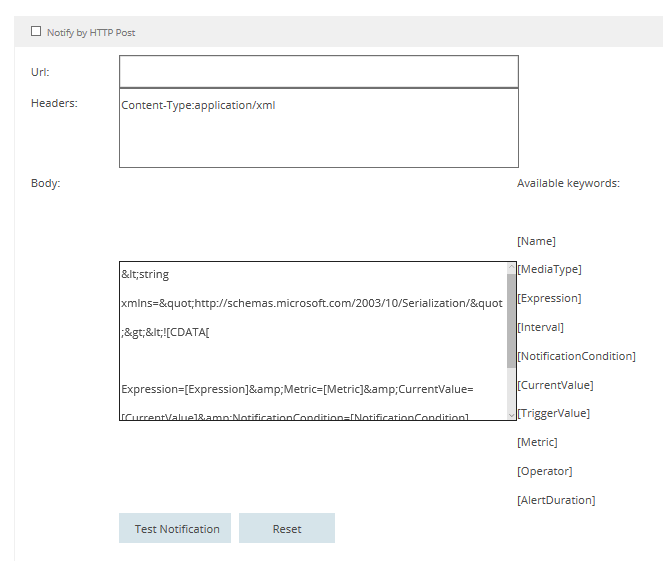 Notify by HTTP Post
Url:
Headers:
Content-Type:application/xml
Body:
Available keywords:
&lt;string
xmlns=&quot;http://schemas.microsoft.com/2003/10/Serialization/&quot
;&gt;&lt;![CDATA[
Expression=[Expression]&amp;Metric=[Metric]&amp;CurrentValue=
[CurrentValue]&amp;NotificationCondition=[NotificationCondition]
[Name]
[MediaType]
[Expression]
[Interval]
[NotificationCondition]
[CurrentValue]
[TriggerValue]
[Metric]
[Operator]
[AlertDuration]
Test Notification
Reset